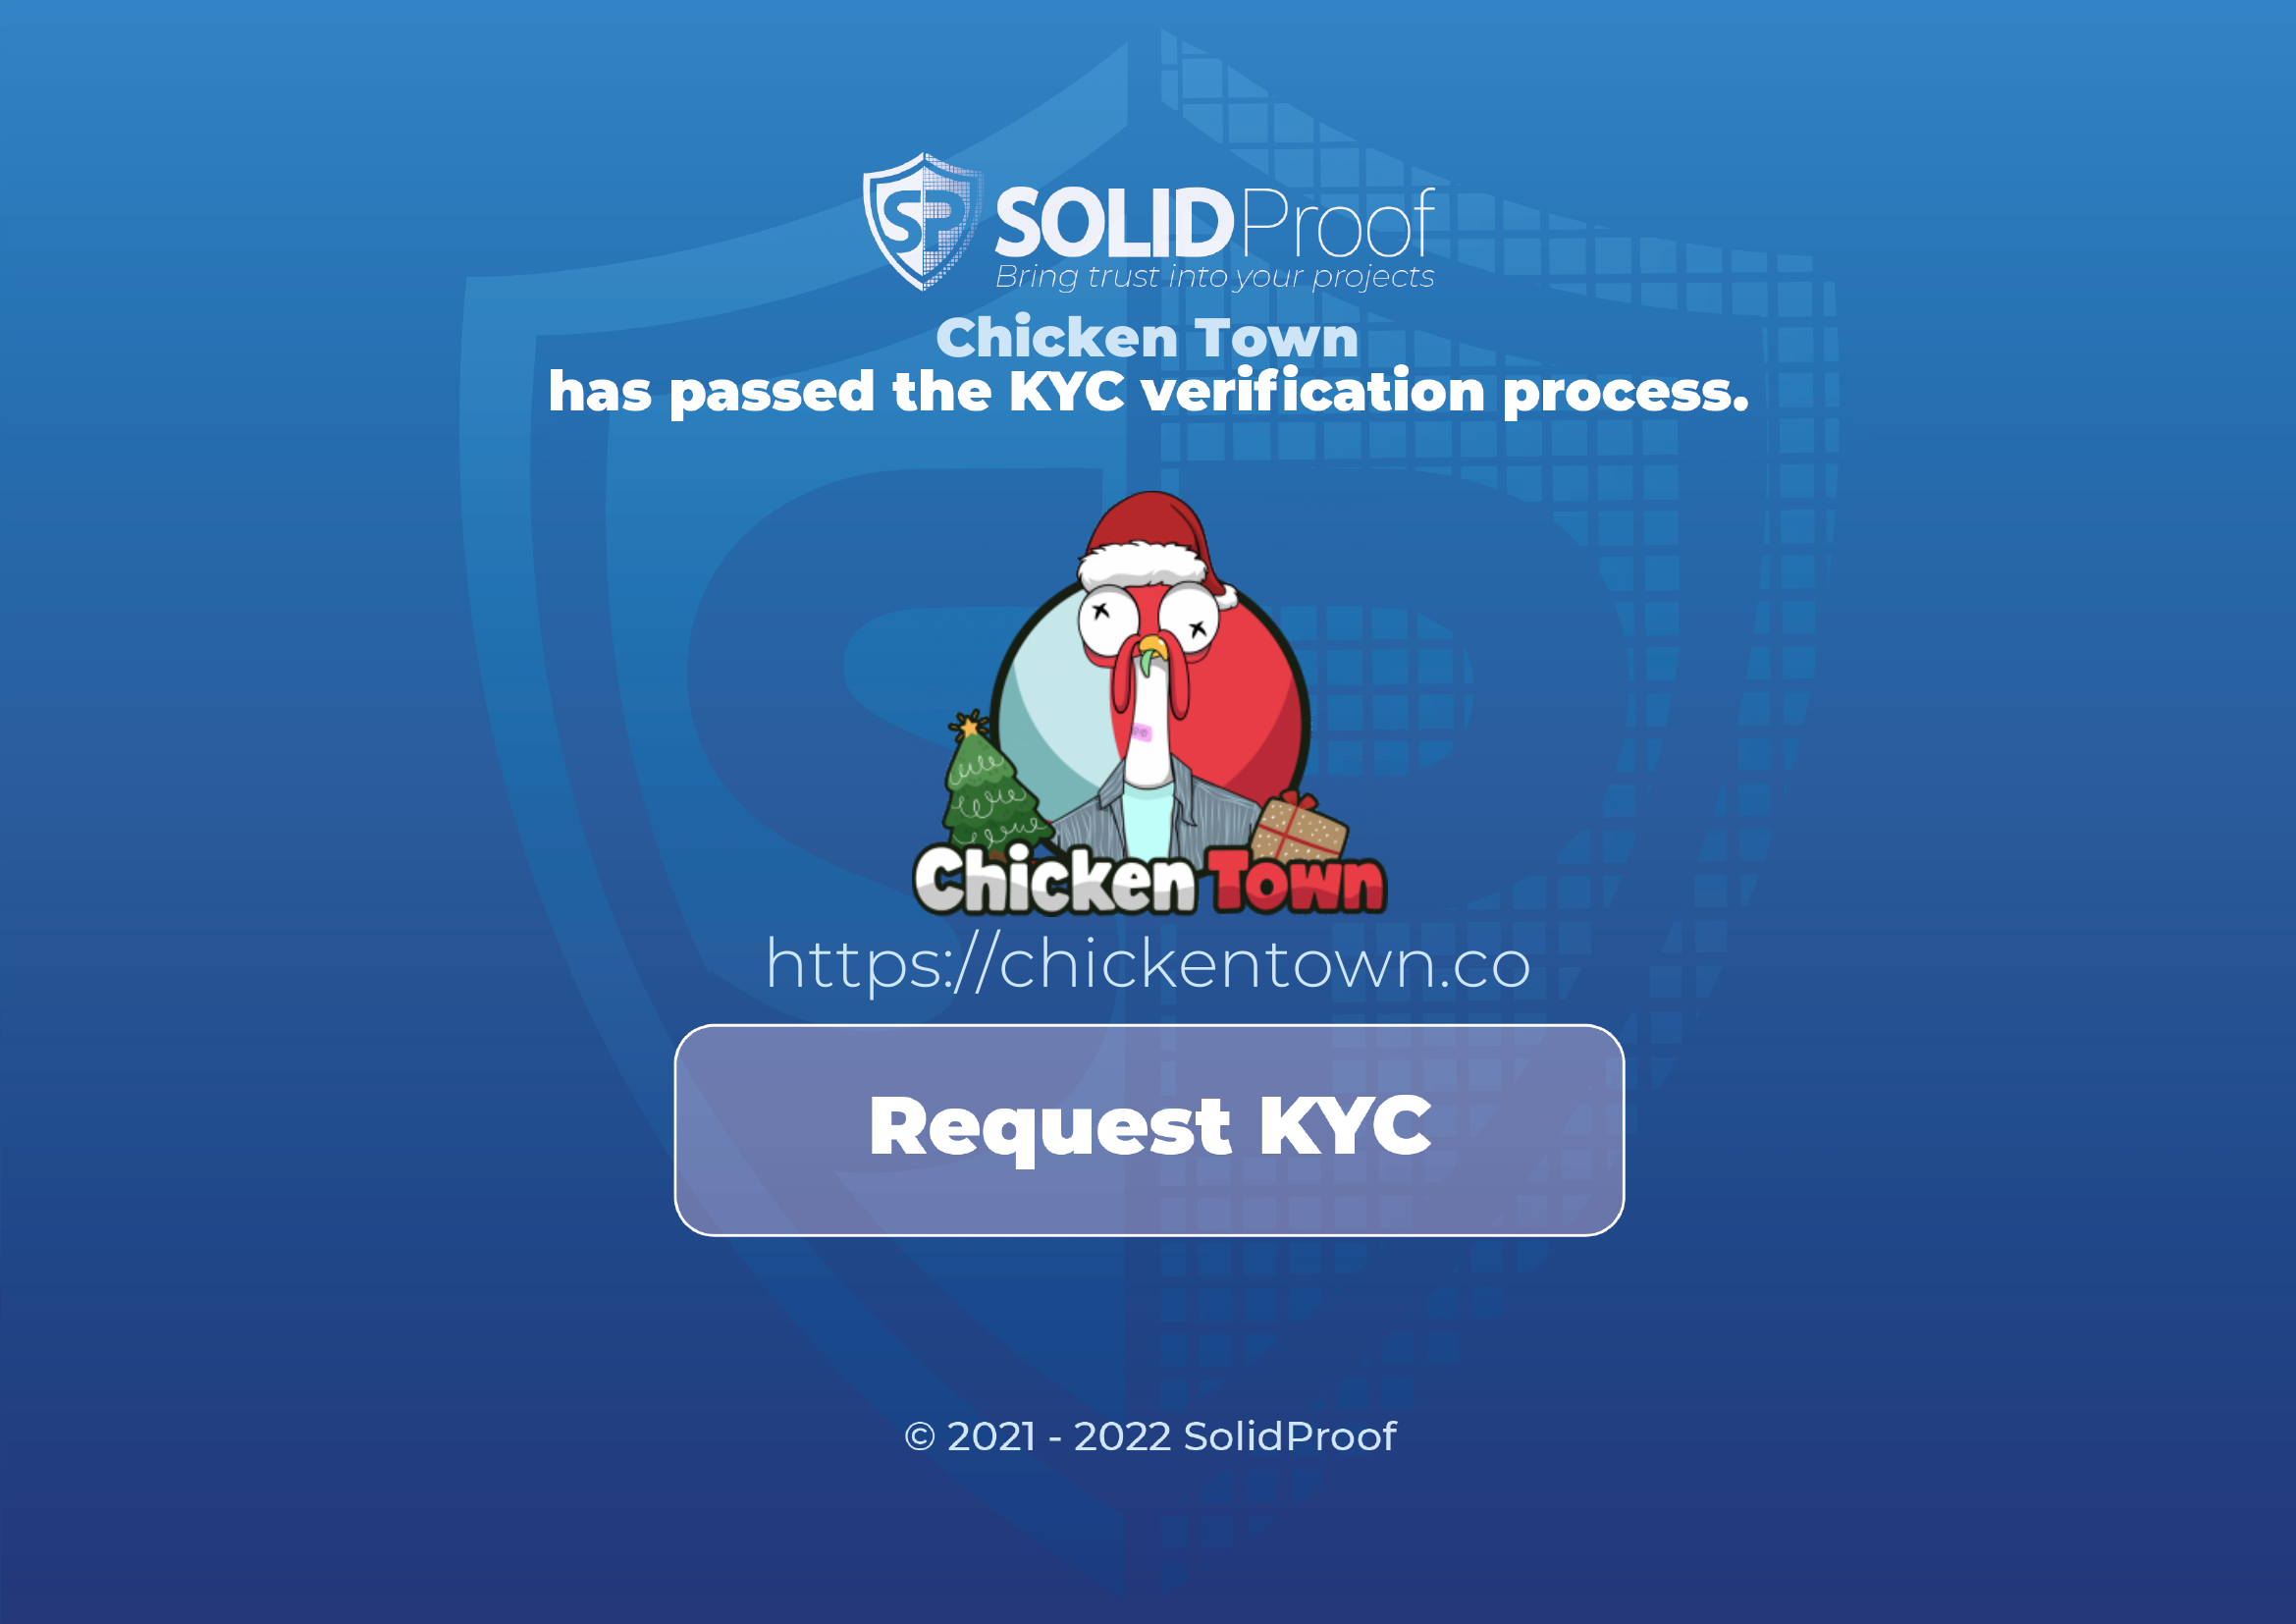 SP SOLIDProof
Bring trust into your projects
Chicken Town
has passed the KYC verification process.
Chicken Town
https://chickentown.co
Request KYC
© 2021 - 2022 SolidProof